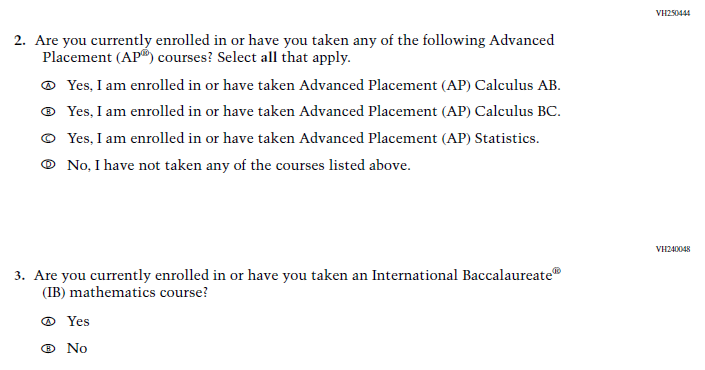 VH250444
2. Are you currently enrolled in or have you taken any of the following Advanced
Placement (AP®) courses? Select all that apply.
Ⓐ Yes, I am enrolled in or have taken Advanced Placement (AP) Calculus AB.
Ⓑ Yes, I am enrolled in or have taken Advanced Placement (AP) Calculus BC.
Ⓒ Yes, I am enrolled in or have taken Advanced Placement (AP) Statistics.
Ⓓ No, I have not taken any of the courses listed above.
VH240048
3. Are you currently enrolled in or have you taken an International Baccalaureate®
(IB) mathematics course?
Ⓐ Yes
Ⓑ No